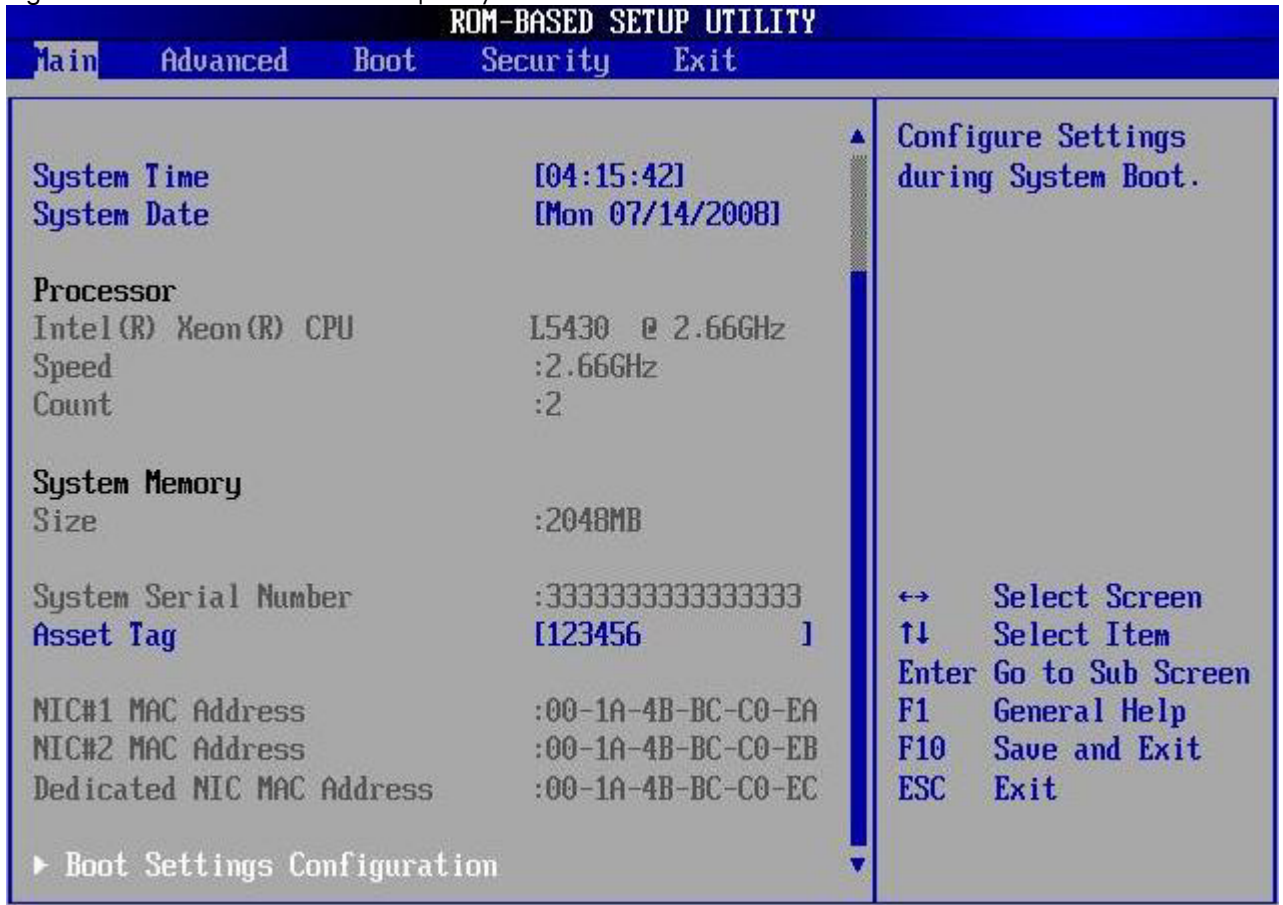 ROM-BASED SETUP UTILITY
Main Advanced Boot Security Exit
System Time [04:15:42]
System Date [Mon 07/14/2008]
Processor
Intel(R) Xeon(R) CPU L5430 @ 2.66GHz
Speed :2.66GHz
Count :2
System Memory
Size :2048MB
System Serial Number :3333333333333333
Asset Tag [123456 ]
NIC#1 MAC Address :00-1A-4B-BC-C0-EA
NIC#2 MAC Address :00-1A-4B-BC-C0-EB
Dedicated NIC MAC Address :00-1A-4B-BC-C0-EC
► Boot Settings Configuration
Configure Settings
during System Boot.
↔ Select Screen
↑↓ Select Item
Enter Go to Sub Screen
F1 General Help
F10 Save and Exit
ESC Exit